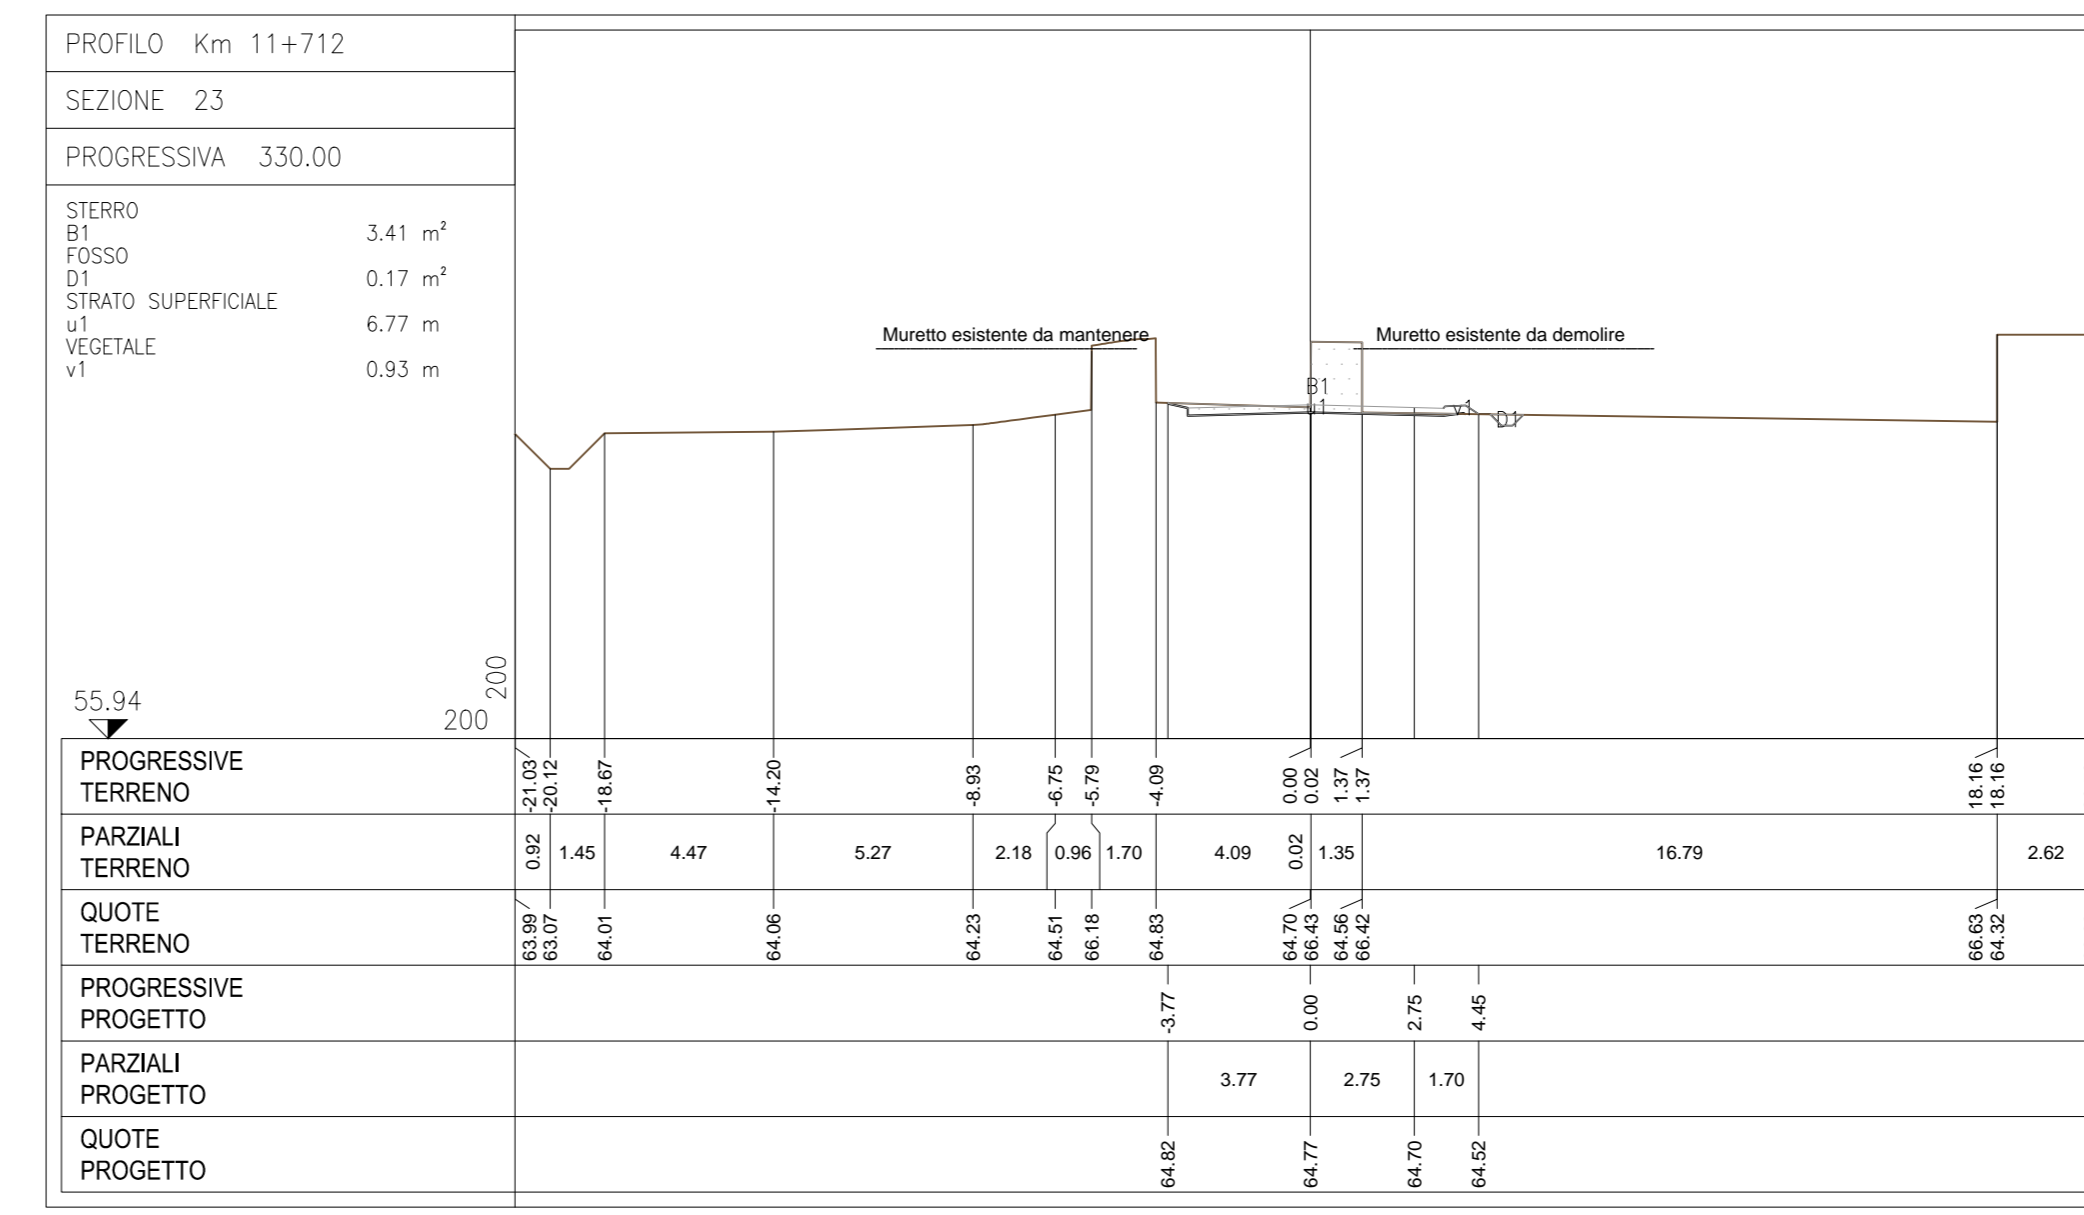 PROFILO Km 11+712
SEZIONE 23
PROGRESSIVA 330.00
STERRO
B1 3.41 m²
FOSSO
D1 0.17 m²
STRATO SUPERFICIALE
u1 6.77 m
VEGETALE
v1 0.93 m
Muretto esistente da mantenere
Muretto esistente da demolire
B1
u1
v1
D1
55.94
200
200
PROGRESSIVE
TERRENO
-21.03 -20.12 -18.67 -14.20 -8.93 -6.75 -5.79 -4.09 0.00 0.02 1.37 1.37 18.16 18.16
PARZIALI
TERRENO
0.92 1.45 4.47 5.27 2.18 0.96 1.70 4.09 0.02 1.35 16.79 2.62
QUOTE
TERRENO
63.99 63.07 64.01 64.06 64.23 64.51 66.18 64.83 64.70 66.43 64.56 66.42 66.63 64.32
PROGRESSIVE
PROGETTO
-3.77 0.00 2.75 4.45
PARZIALI
PROGETTO
3.77 2.75 1.70
QUOTE
PROGETTO
64.82 64.77 64.70 64.52